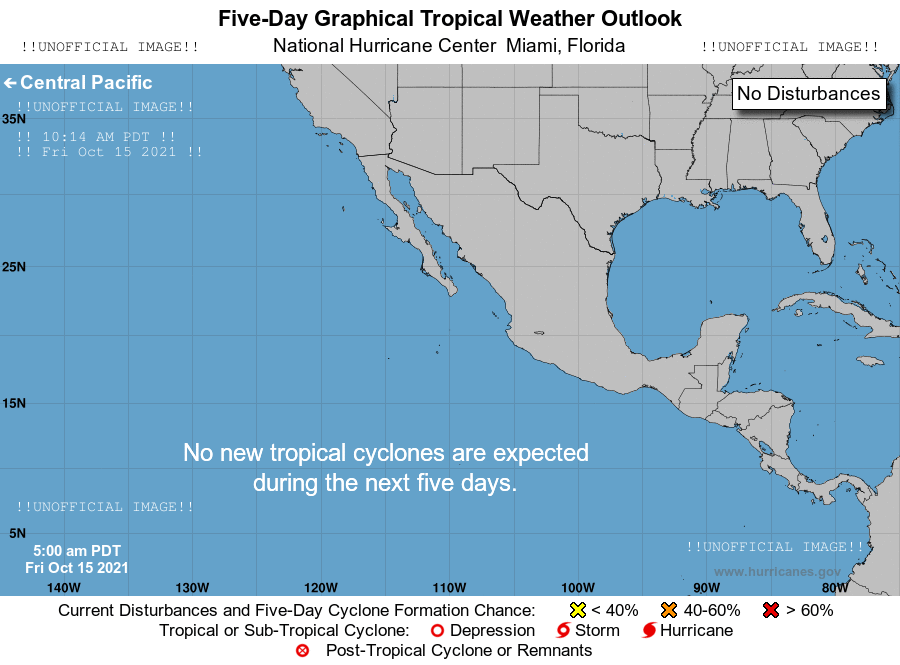 Five-Day Graphical Tropical Weather Outlook
!!UNOFFICIAL IMAGE!!
National Hurricane Center  Miami, Florida
!!UNOFFICIAL IMAGE!!
← Central Pacific
No Disturbances
!!UNOFFICIAL IMAGE!!
35N
!! 10:14 AM PDT !!
!! Fri Oct 15 2021 !!
25N
15N
No new tropical cyclones are expected
during the next five days.
!!UNOFFICIAL IMAGE!!
5N
!!UNOFFICIAL IMAGE!!
5:00 am PDT
Fri Oct 15 2021
www.hurricanes.gov
140W 130W 120W 110W 100W 90W 80W
Current Disturbances and Five-Day Cyclone Formation Chance: < 40% 40-60% > 60%
Tropical or Sub-Tropical Cyclone: Depression Storm Hurricane
Post-Tropical Cyclone or Remnants